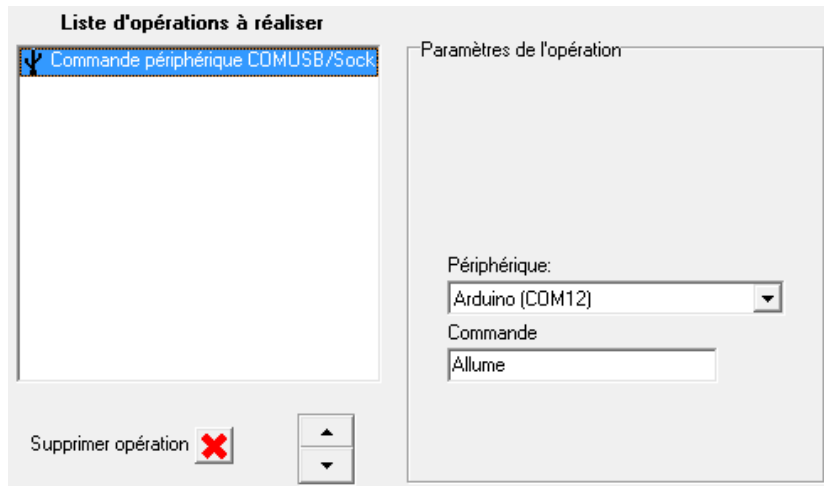 Liste d'opérations à réaliser
Commande périphérique COMUSB/Sock
Paramètres de l'opération
Périphérique:
Arduino (COM12)
Commande
Allume
Supprimer opération